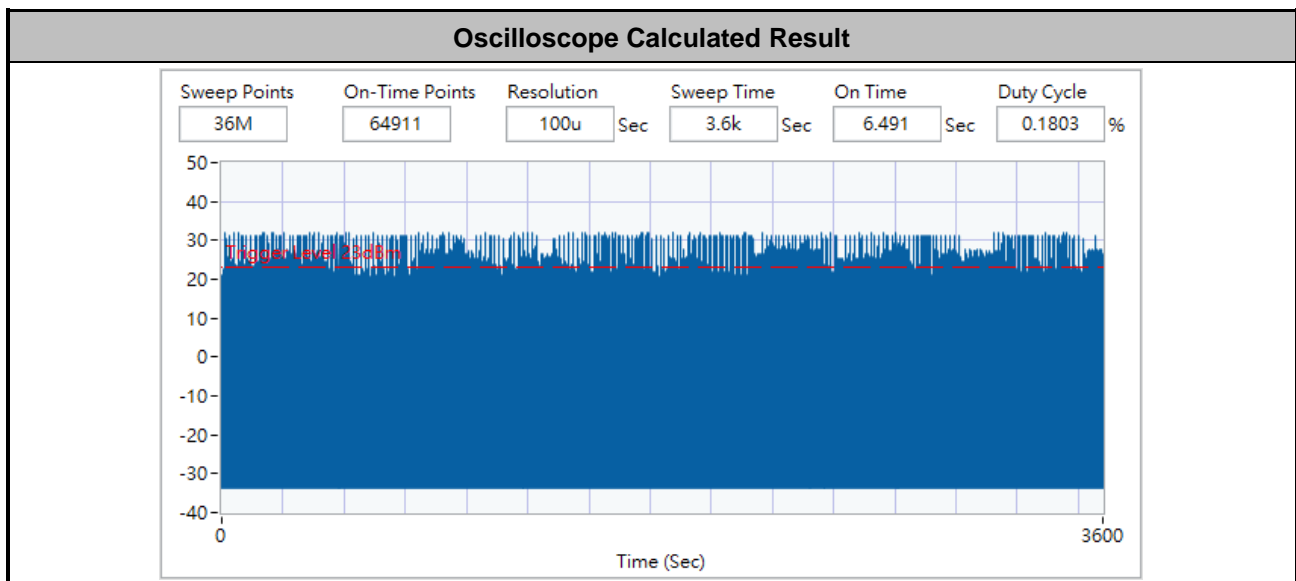 Oscilloscope Calculated Result
Sweep Points On-Time Points Resolution Sweep Time On Time Duty Cycle
36M 64911 100u Sec 3.6k Sec 6.491 Sec 0.1803 %
50
40
30
Trigger Level 23dBm
20
10
0
-10
-20
-30
-40
0 3600
Time (Sec)